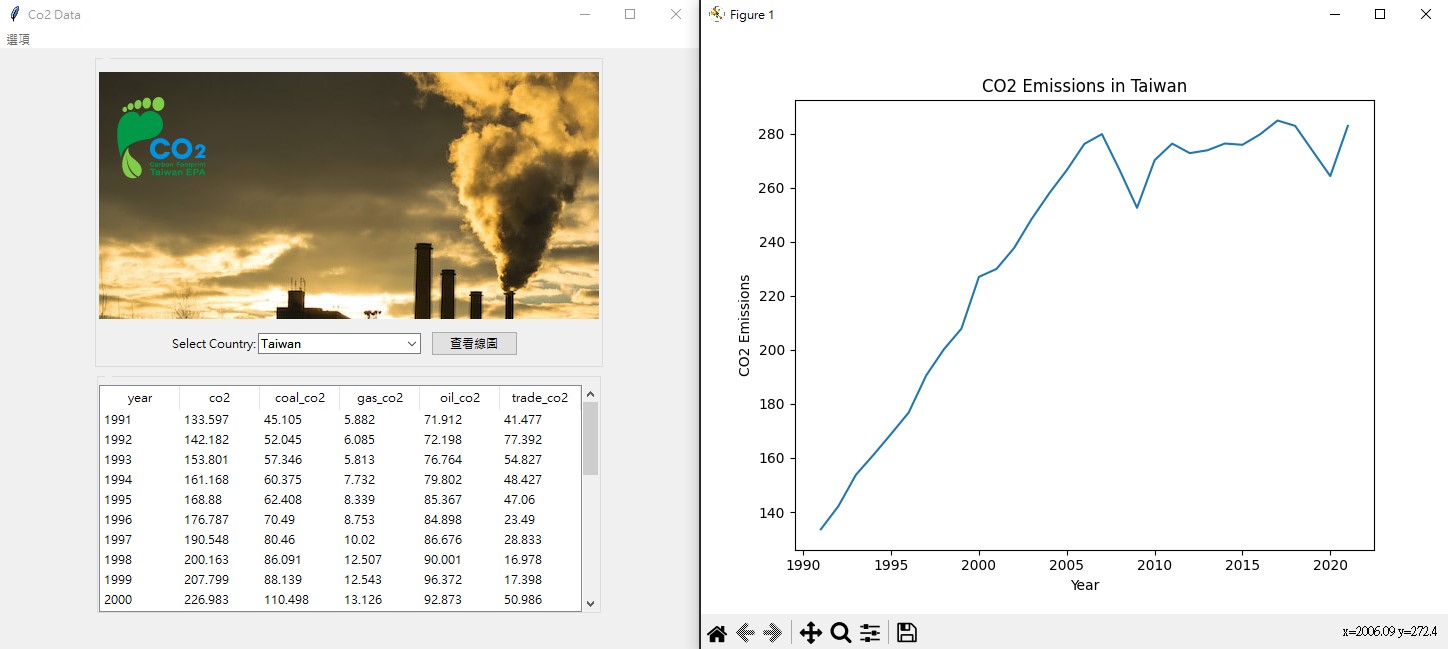 Co2 Data
選項
CO2
Carbon Footprint
Taiwan EPA
Select Country: Taiwan 查看線圖
year co2 coal_co2 gas_co2 oil_co2 trade_co2
1991 133.597 45.105 5.882 71.912 41.477
1992 142.182 52.045 6.085 72.198 77.392
1993 153.801 57.346 5.813 76.764 54.827
1994 161.168 60.375 7.732 79.802 48.427
1995 168.88 62.408 8.339 85.367 47.06
1996 176.787 70.49 8.753 84.898 23.49
1997 190.548 80.46 10.02 86.676 28.833
1998 200.163 86.091 12.507 90.001 16.978
1999 207.799 88.139 12.543 96.372 17.398
2000 226.983 110.498 13.126 92.873 50.986
Figure 1
CO2 Emissions in Taiwan
CO2 Emissions
280
260
240
220
200
180
160
140
1990 1995 2000 2005 2010 2015 2020
Year
x=2006.09 y=272.4